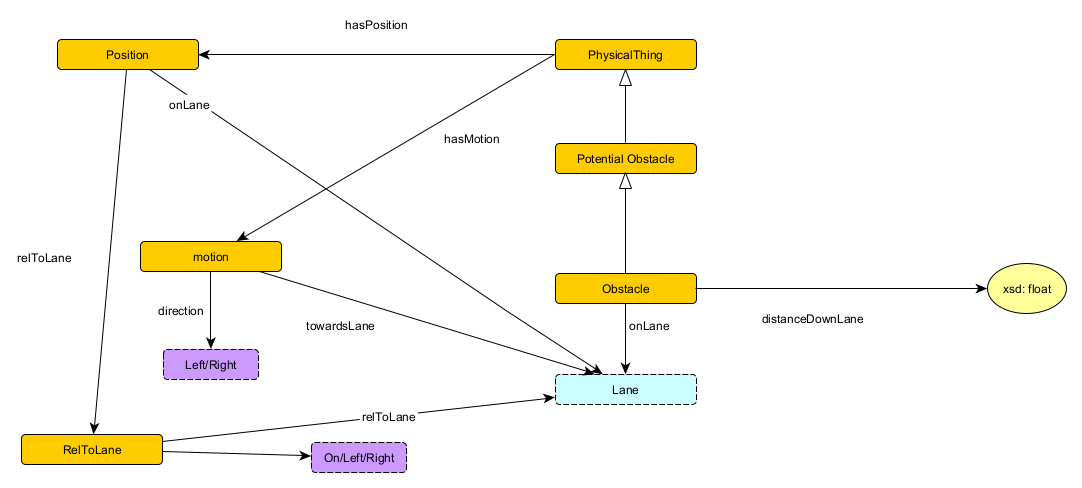 hasPosition
Position
PhysicalThing
onLane
hasMotion
Potential Obstacle
relToLane
motion
Obstacle
xsd: float
direction
towardsLane
onLane
distanceDownLane
Left/Right
Lane
relToLane
RelToLane
On/Left/Right